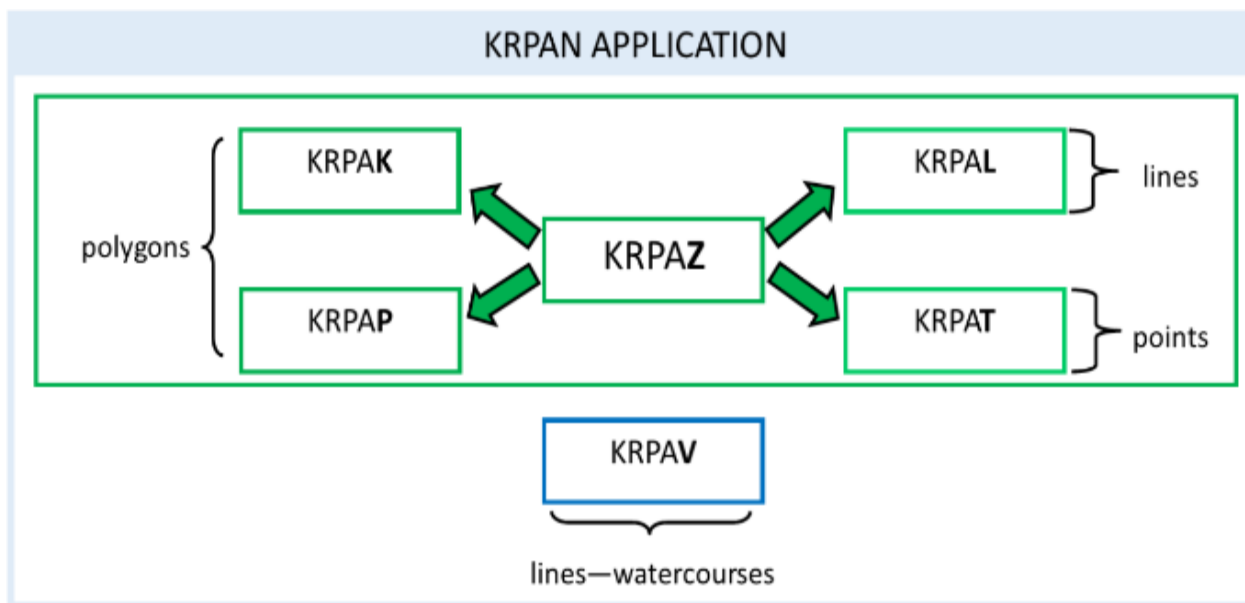 KRPAN APPLICATION
KRPAK
KRPAL
lines
polygons
KRPAZ
KRPAP
KRPAT
points
KRPAV
lines—watercourses